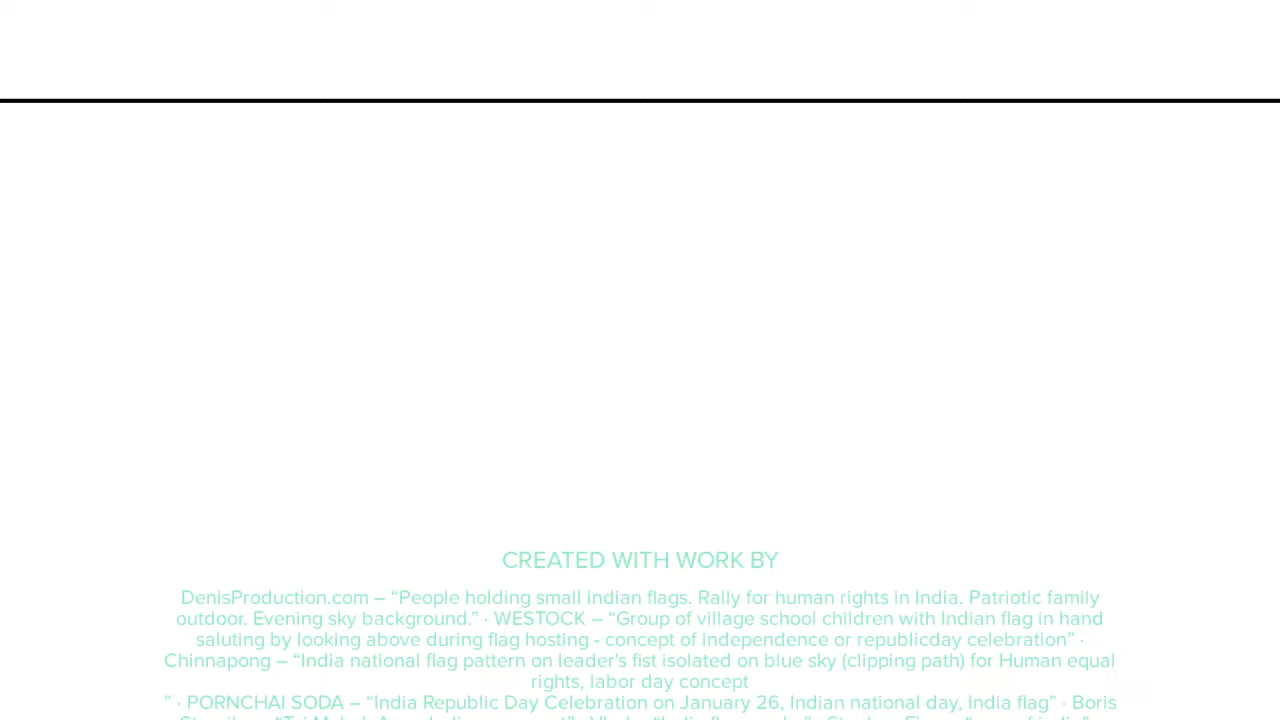 CREATED WITH WORK BY
DenisProduction.com – “People holding small indian flags. Rally for human rights in India. Patriotic family
outdoor. Evening sky background.” · WESTOCK – “Group of village school children with Indian flag in hand
saluting by looking above during flag hosting - concept of independence or republicday celebration” ·
Chinnapong – “India national flag pattern on leader's fist isolated on blue sky (clipping path) for Human equal
rights, labor day concept
” · PORNCHAI SODA – “India Republic Day Celebration on January 26, Indian national day, India flag” · Boris